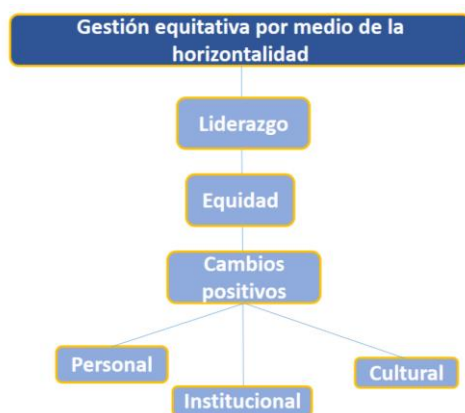 Gestión equitativa por medio de la
horizontalidad
Liderazgo
Equidad
Cambios
positivos
Personal
Institucional
Cultural